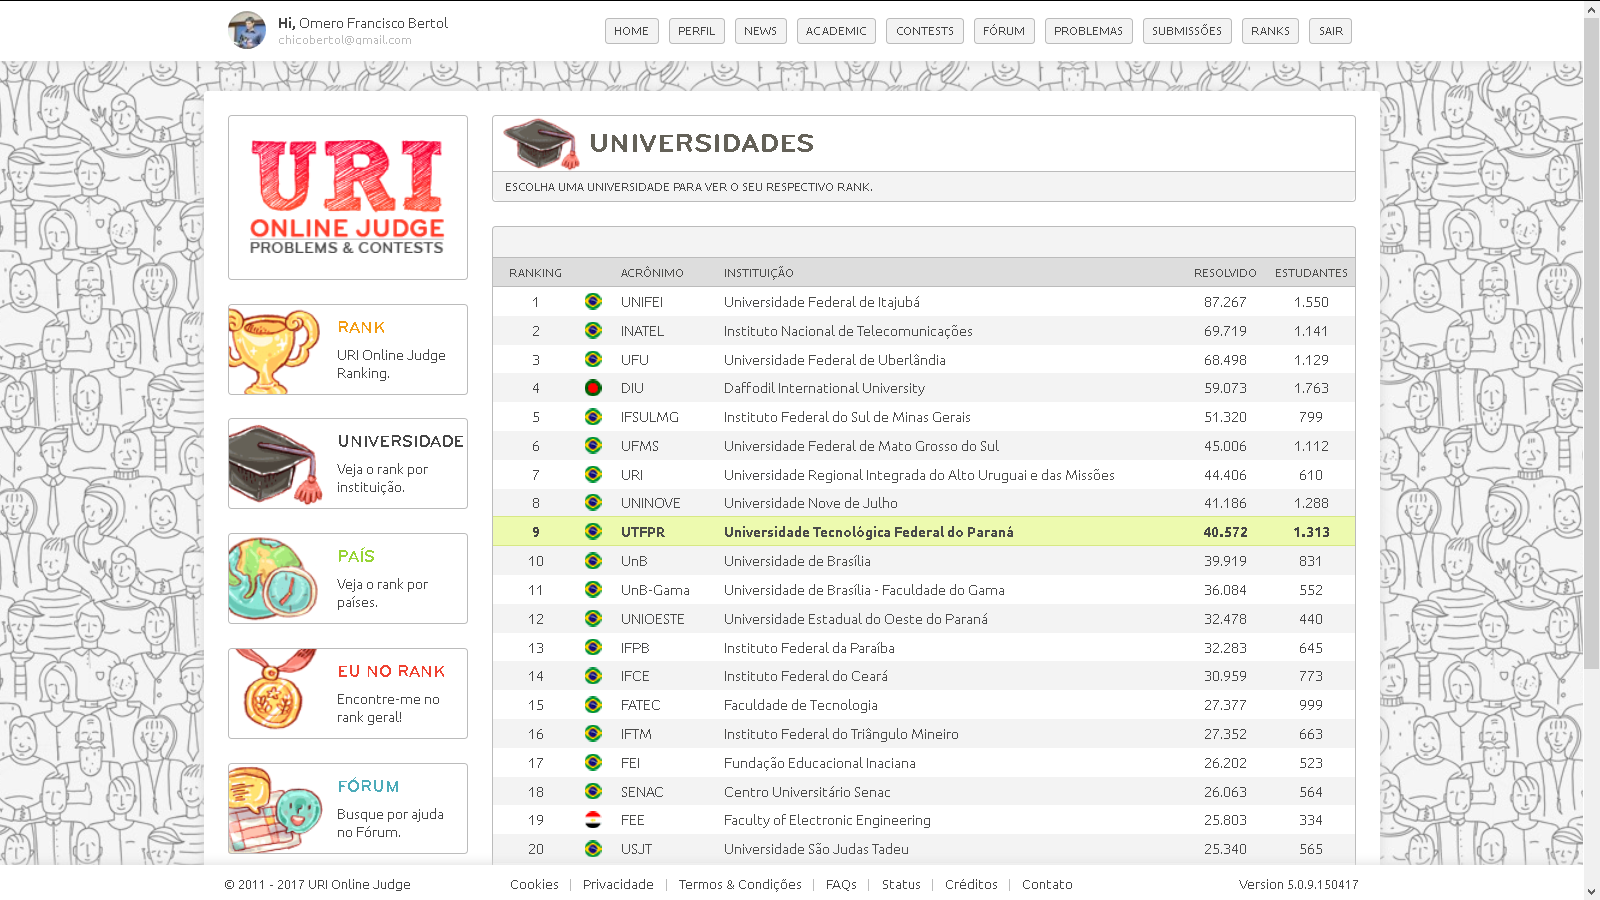 Hi, Omero Francisco Bertol
chicobertol@gmail.com
HOME PERFIL NEWS ACADEMIC CONTESTS FÓRUM PROBLEMAS SUBMISSÕES RANKS SAIR
URI
ONLINE JUDGE
PROBLEMS & CONTESTS
RANK
URI Online Judge
Ranking.
UNIVERSIDADE
Veja o rank por
instituição.
PAÍS
Veja o rank por
países.
EU NO RANK
Encontre-me no
rank geral!
FÓRUM
Busque por ajuda
no Fórum.
UNIVERSIDADES
ESCOLHA UMA UNIVERSIDADE PARA VER O SEU RESPECTIVO RANK.
RANKING ACRÔNIMO INSTITUIÇÃO RESOLVIDO ESTUDANTES
1 UNIFEI Universidade Federal de Itajubá 87.267 1.550
2 INATEL Instituto Nacional de Telecomunicações 69.719 1.141
3 UFU Universidade Federal de Uberlândia 68.498 1.129
4 DIU Daffodil International University 59.073 1.763
5 IFSULMG Instituto Federal do Sul de Minas Gerais 51.320 799
6 UFMS Universidade Federal de Mato Grosso do Sul 45.006 1.112
7 URI Universidade Regional Integrada do Alto Uruguai e das Missões 44.406 610
8 UNINOVE Universidade Nove de Julho 41.186 1.288
9 UTFPR Universidade Tecnológica Federal do Paraná 40.572 1.313
10 UnB Universidade de Brasília 39.919 831
11 UnB-Gama Universidade de Brasília - Faculdade do Gama 36.084 552
12 UNIOESTE Universidade Estadual do Oeste do Paraná 32.478 440
13 IFPB Instituto Federal da Paraíba 32.283 645
14 IFCE Instituto Federal do Ceará 30.959 773
15 FATEC Faculdade de Tecnologia 27.377 999
16 IFTM Instituto Federal do Triângulo Mineiro 27.352 663
17 FEI Fundação Educacional Inaciana 26.202 523
18 SENAC Centro Universitário Senac 26.063 564
19 FEE Faculty of Electronic Engineering 25.803 334
20 USJT Universidade São Judas Tadeu 25.340 565
© 2011 - 2017 URI Online Judge Cookies | Privacidade | Termos & Condições | FAQs | Status | Créditos | Contato Version 5.0.9.150417